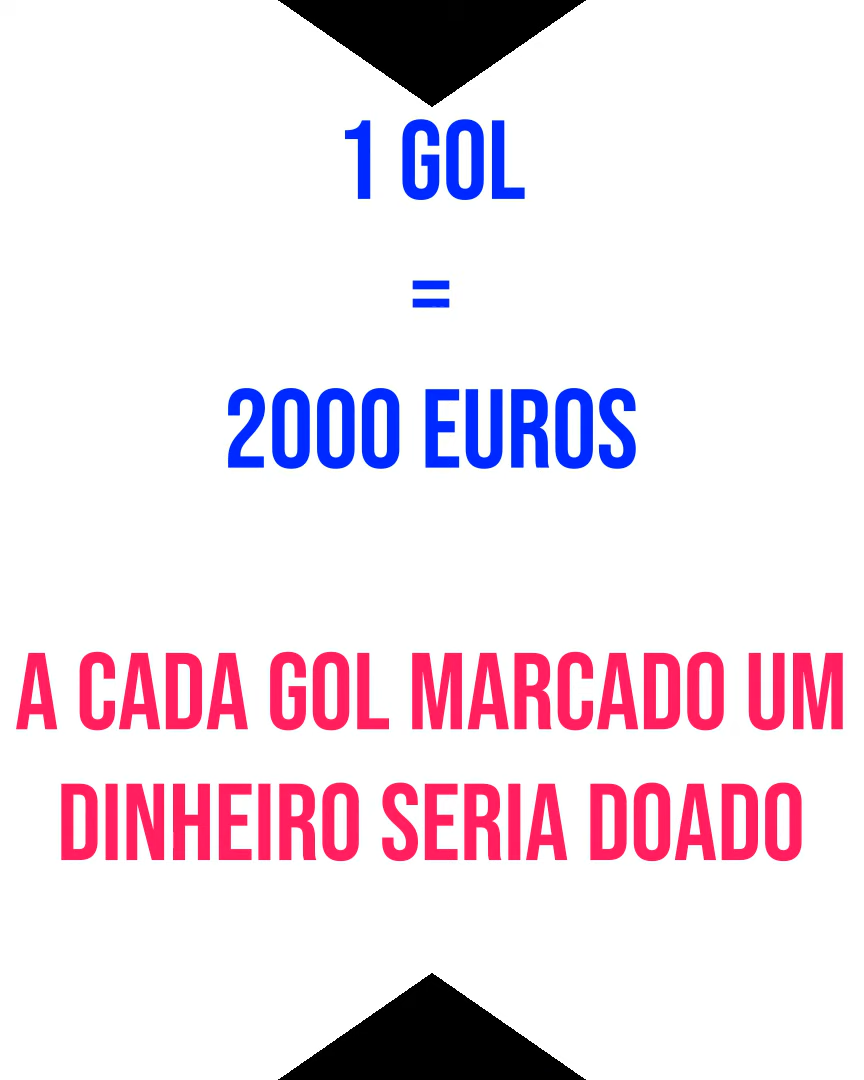 1 GOL
=
2000 EUROS
A CADA GOL MARCADO UM
DINHEIRO SERIA DOADO